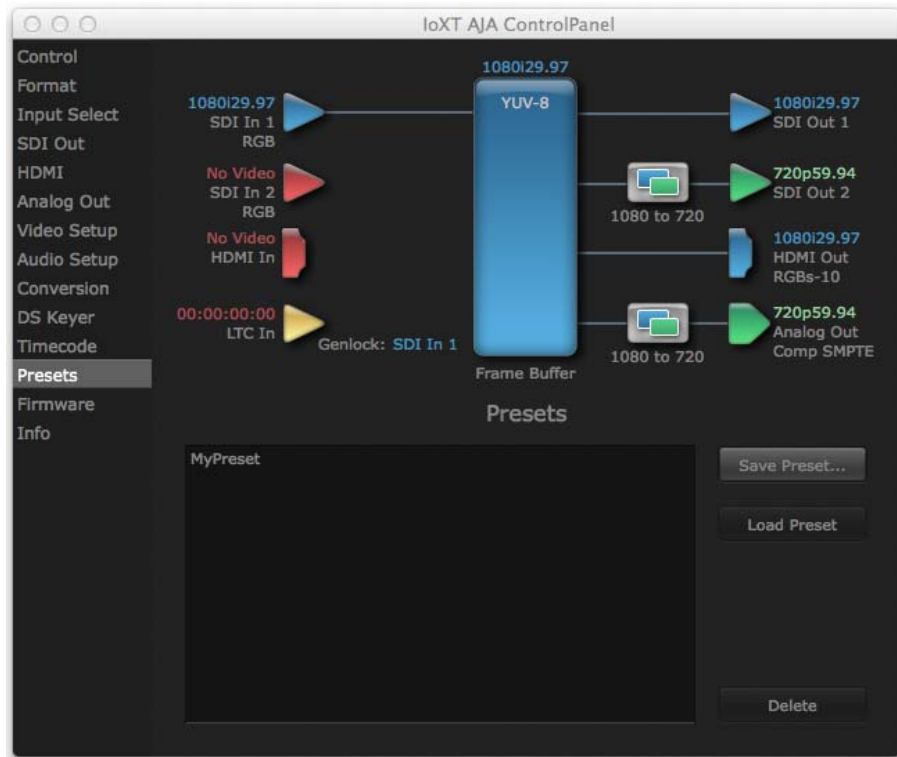 IoXT AJA ControlPanel
Control
Format
Input Select
SDI Out
HDMI
Analog Out
Video Setup
Audio Setup
Conversion
DS Keyer
Timecode
Presets
Firmware
Info
1080i29.97
SDI In 1
RGB
No Video
SDI In 2
RGB
No Video
HDMI In
00:00:00:00
LTC In
Genlock: SDI In 1
1080i29.97
YUV-8
Frame Buffer
1080 to 720
1080 to 720
1080i29.97
SDI Out 1
720p59.94
SDI Out 2
1080i29.97
HDMI Out
RGBs-10
720p59.94
Analog Out
Comp SMPTE
Presets
MyPreset
Save Preset...
Load Preset
Delete